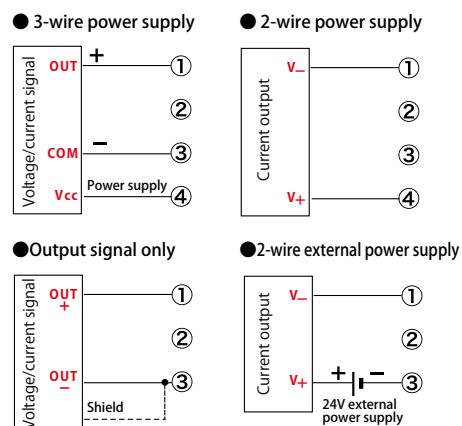 ● 3-wire power supply
Voltage/current signal
OUT + ①
②
COM − ③
Vcc Power supply ④
● 2-wire power supply
Current output
V− ①
②
③
V+ ④
●Output signal only
Voltage/current signal
OUT + ①
②
OUT − ③
Shield
●2-wire external power supply
Current output
V− ①
②
V+ + − ③
24V external
power supply